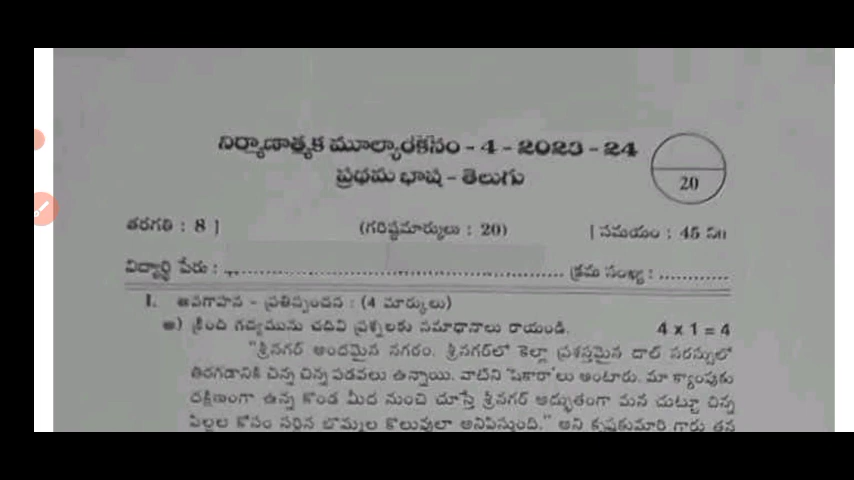 నిర్మాణాత్మక మూల్యాంకనం - 4 - 2023 - 24
ప్రథమ భాష - తెలుగు
20
తరగతి : 8 ]
(గరిష్టమార్కులు : 20)
[ సమయం : 45 ని॥
విద్యార్థి పేరు : ........................................ క్రమ సంఖ్య : ............
I. అవగాహన - ప్రతిస్పందన : (4 మార్కులు)
అ) క్రింది గద్యమును చదివి ప్రశ్నలకు సమాధానాలు రాయండి. 4 x 1 = 4
"శ్రీనగర్ అందమైన నగరం. శ్రీనగర్‌లో కెల్లా ప్రశస్తమైన దాల్ సరస్సులో
తిరగడానికి చిన్న చిన్న పడవలు ఉన్నాయి. వాటిని 'షికారా'లు అంటారు. మా క్యాంపుకు
దక్షిణంగా ఉన్న కొండ మీద నుంచి చూస్తే శ్రీనగర్ అద్భుతంగా మన చుట్టూ చిన్న
పిల్లల కోసం సర్దిన బొమ్మల కొలువులా అనిపిస్తుంది." అని కృష్ణకుమారి గారు తన